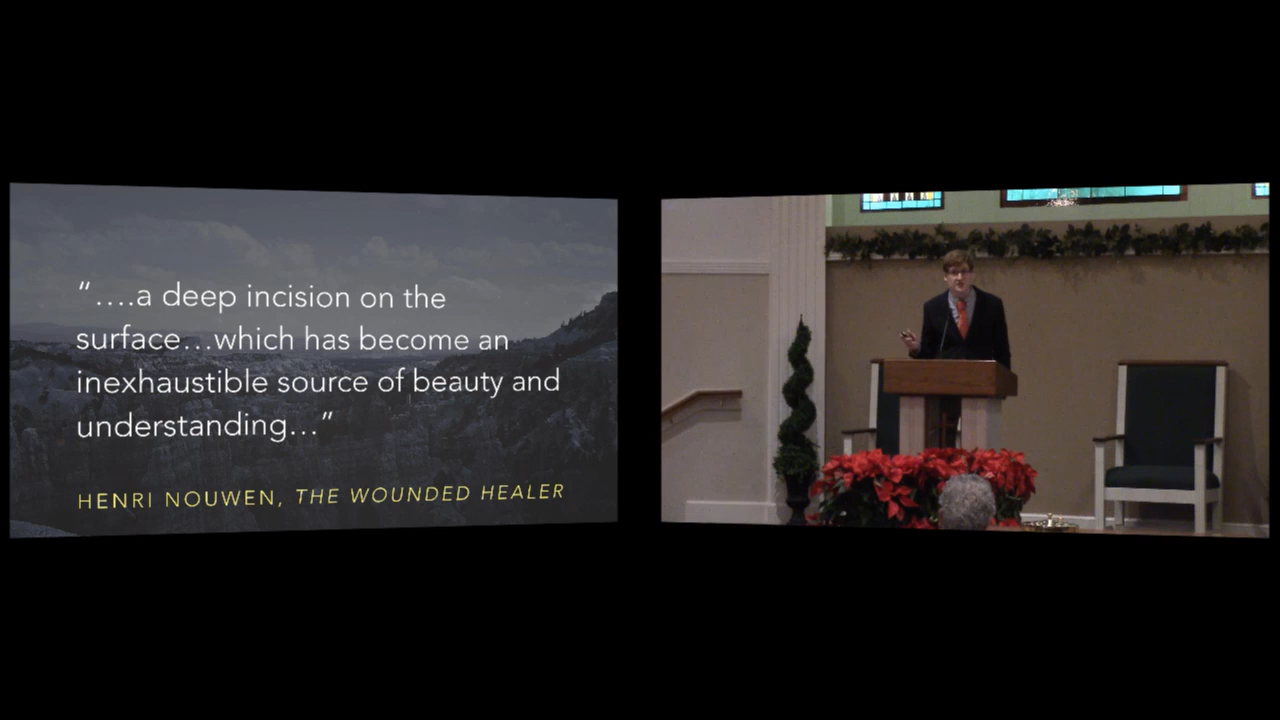 “....a deep incision on the
surface...which has become an
inexhaustible source of beauty and
understanding...”
HENRI NOUWEN, THE WOUNDED HEALER